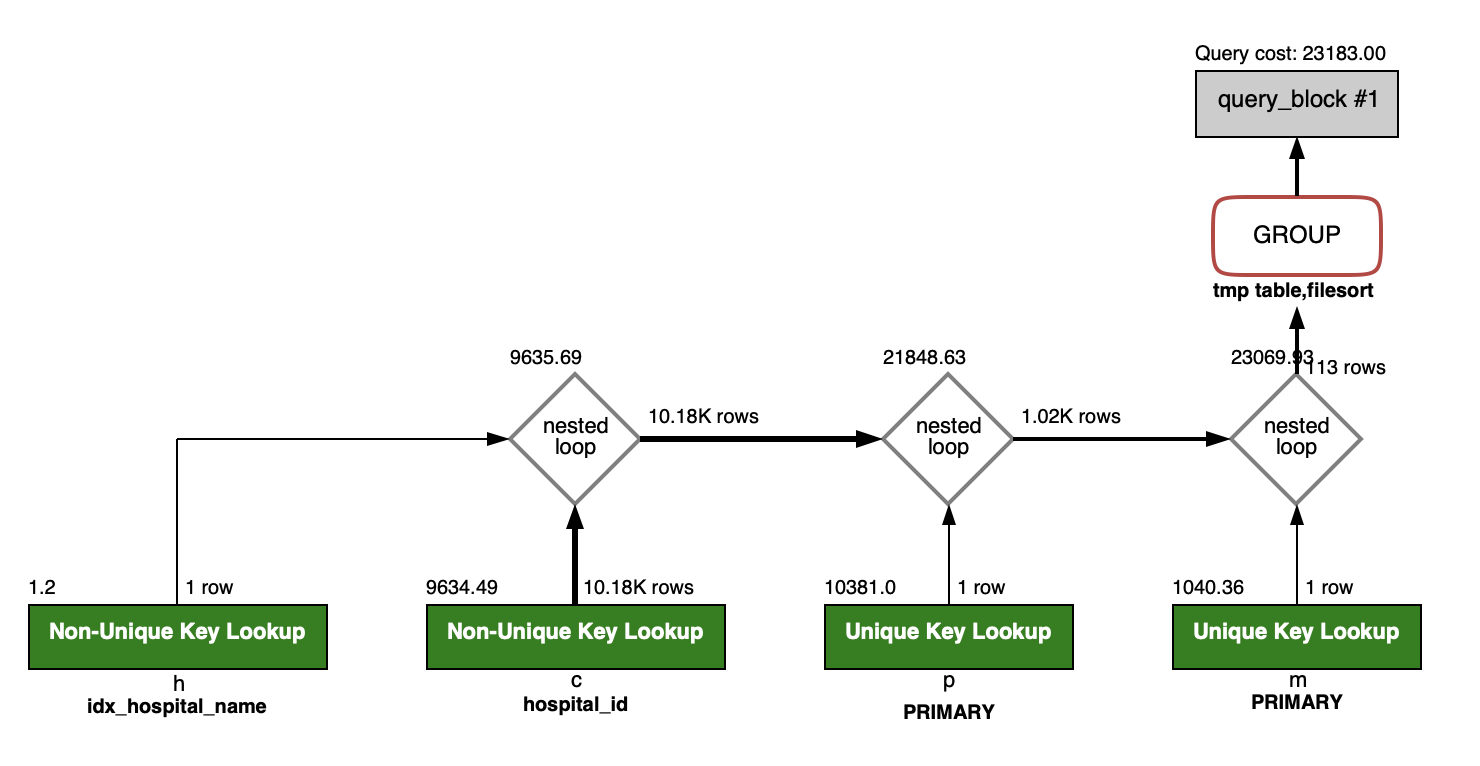 Query cost: 23183.00
query_block #1
GROUP
tmp table,filesort
9635.69
21848.63
23069.93
113 rows
nested
loop
10.18K rows
nested
loop
1.02K rows
nested
loop
1.2
1 row
9634.49
10.18K rows
10381.0
1 row
1040.36
1 row
Non-Unique Key Lookup
Non-Unique Key Lookup
Unique Key Lookup
Unique Key Lookup
h
idx_hospital_name
c
hospital_id
p
PRIMARY
m
PRIMARY